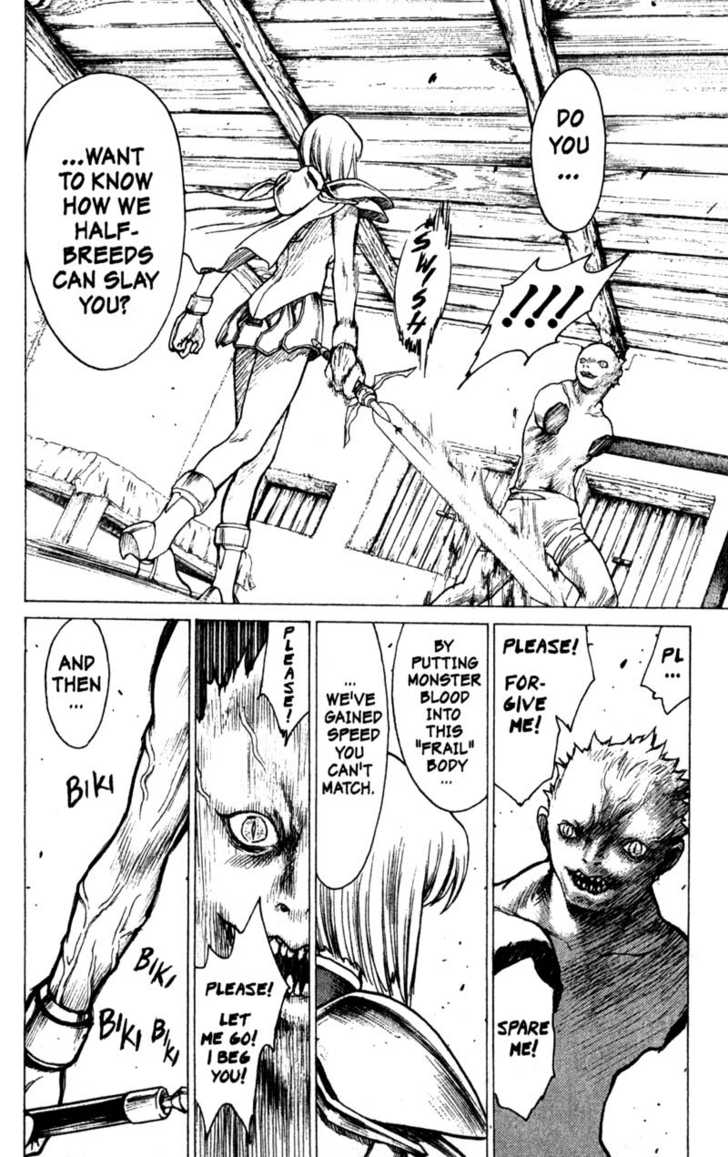 DO
YOU
...
!!!!
SWISH
...WANT
TO KNOW
HOW WE
HALF-
BREEDS
CAN SLAY
YOU?
PL
...
PLEASE!
FOR-
GIVE
ME!
SPARE
ME!
BY
PUTTING
MONSTER
BLOOD
INTO
THIS
"FRAIL"
BODY
...
...
WE'VE
GAINED
SPEED
YOU
CAN'T
MATCH.
PLEASE!
PLEASE!
LET
ME GO!
I BEG
YOU!
AND
THEN
...
BIKI
BIKI
BIKI
BIKI